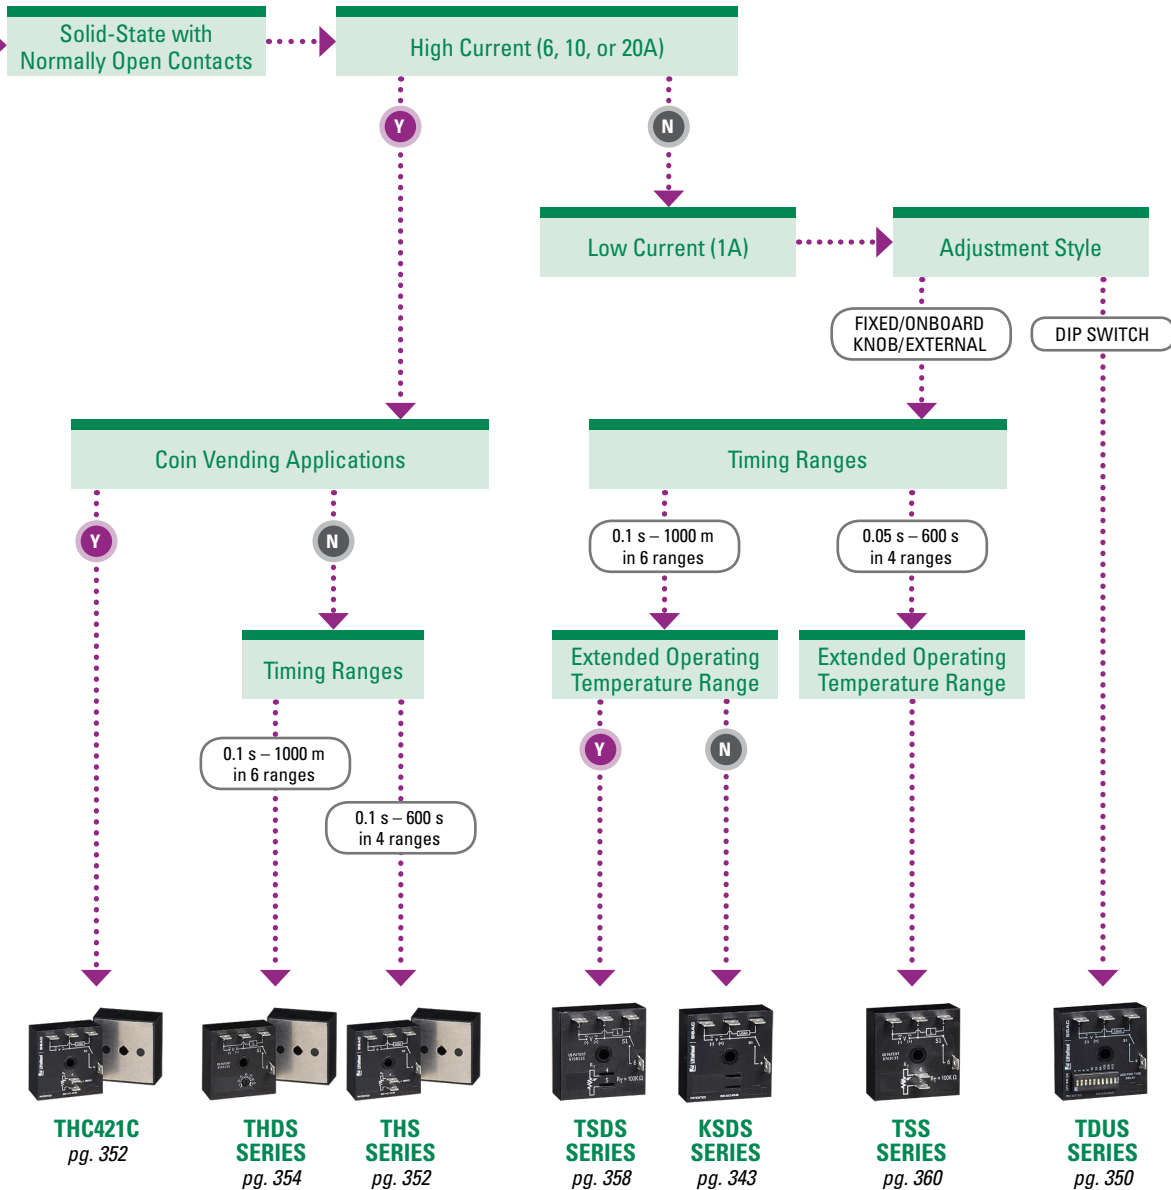 Solid-State with
Normally Open Contacts
High Current (6, 10, or 20A)
Y
N
Low Current (1A)
Adjustment Style
FIXED/ONBOARD
KNOB/EXTERNAL
DIP SWITCH
Coin Vending Applications
Timing Ranges
Y
N
0.1 s – 1000 m
in 6 ranges
0.05 s – 600 s
in 4 ranges
Timing Ranges
Extended Operating
Temperature Range
Extended Operating
Temperature Range
0.1 s – 1000 m
in 6 ranges
0.1 s – 600 s
in 4 ranges
Y
N
THC421C
pg. 352
THDS
SERIES
pg. 354
THS
SERIES
pg. 352
TSDS
SERIES
pg. 358
KSDS
SERIES
pg. 343
TSS
SERIES
pg. 360
TDUS
SERIES
pg. 350